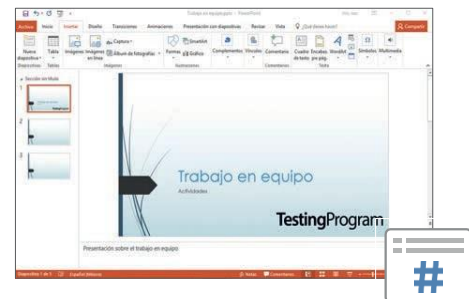 Trabajo en equipo.pptx - PowerPoint
Archivo Inicio Insertar Diseño Transiciones Animaciones Presentación con diapositivas Revisar Vista ¿Qué desea hacer? Compartir
Nueva diapositiva Tabla Imágenes Imágenes en línea Captura Álbum de fotografías Formas SmartArt Gráfico Complementos Vínculos Comentario Cuadro de texto Encabez. pie pág. WordArt Símbolos Multimedia
Diapositivas Tablas Imágenes Ilustraciones Comentarios Texto
Sección sin título
1
2
3
Trabajo en equipo
Actividades
TestingProgram
Presentación sobre el trabajo en equipo
Diapositiva 1 de 3 Español (México) Notas Comentarios
#